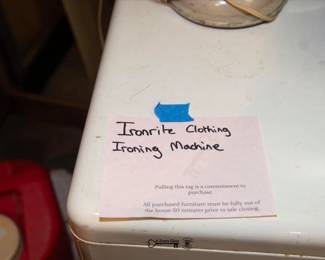 Ironrite Clothing
Ironing Machine
Pulling this tag is a commitment to
purchase.
All purchased furniture must be fully out of
the house 30 minutes prior to sale closing.